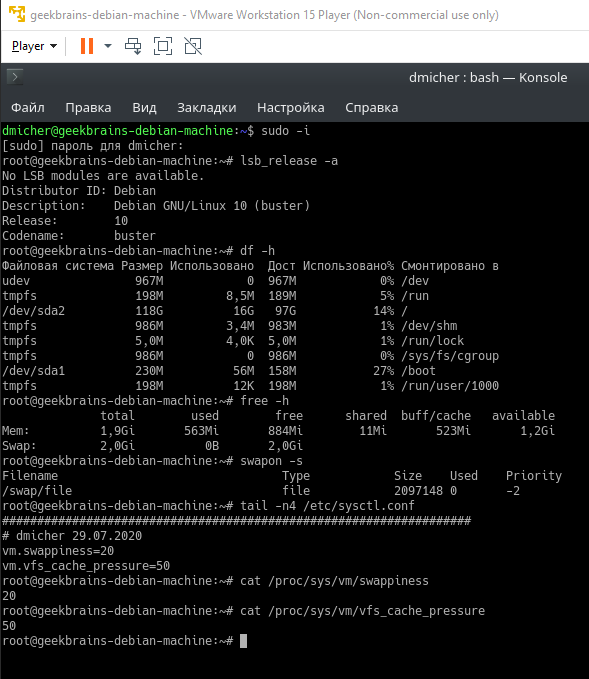 geekbrains-debian-machine - VMware Workstation 15 Player (Non-commercial use only)
Player
dmicher : bash — Konsole
Файл Правка Вид Закладки Настройка Справка
dmicher@geekbrains-debian-machine:~$ sudo -i
[sudo] пароль для dmicher:
root@geekbrains-debian-machine:~# lsb_release -a
No LSB modules are available.
Distributor ID: Debian
Description:    Debian GNU/Linux 10 (buster)
Release:        10
Codename:       buster
root@geekbrains-debian-machine:~# df -h
Файловая система Размер Использовано  Дост Использовано% Смонтировано в
udev               967M            0  967M            0% /dev
tmpfs              198M         8,5M  189M            5% /run
/dev/sda2          118G          16G   97G           14% /
tmpfs              986M         3,4M  983M            1% /dev/shm
tmpfs              5,0M         4,0K  5,0M            1% /run/lock
tmpfs              986M            0  986M            0% /sys/fs/cgroup
/dev/sda1          230M          56M  158M           27% /boot
tmpfs              198M          12K  198M            1% /run/user/1000
root@geekbrains-debian-machine:~# free -h
              total        used        free      shared  buff/cache   available
Mem:          1,9Gi       563Mi       884Mi        11Mi       523Mi       1,2Gi
Swap:         2,0Gi          0B       2,0Gi
root@geekbrains-debian-machine:~# swapon -s
Filename                                Type            Size    Used    Priority
/swap/file                              file            2097148 0       -2
root@geekbrains-debian-machine:~# tail -n4 /etc/sysctl.conf
###################################################################
# dmicher 29.07.2020
vm.swappiness=20
vm.vfs_cache_pressure=50
root@geekbrains-debian-machine:~# cat /proc/sys/vm/swappiness
20
root@geekbrains-debian-machine:~# cat /proc/sys/vm/vfs_cache_pressure
50
root@geekbrains-debian-machine:~#